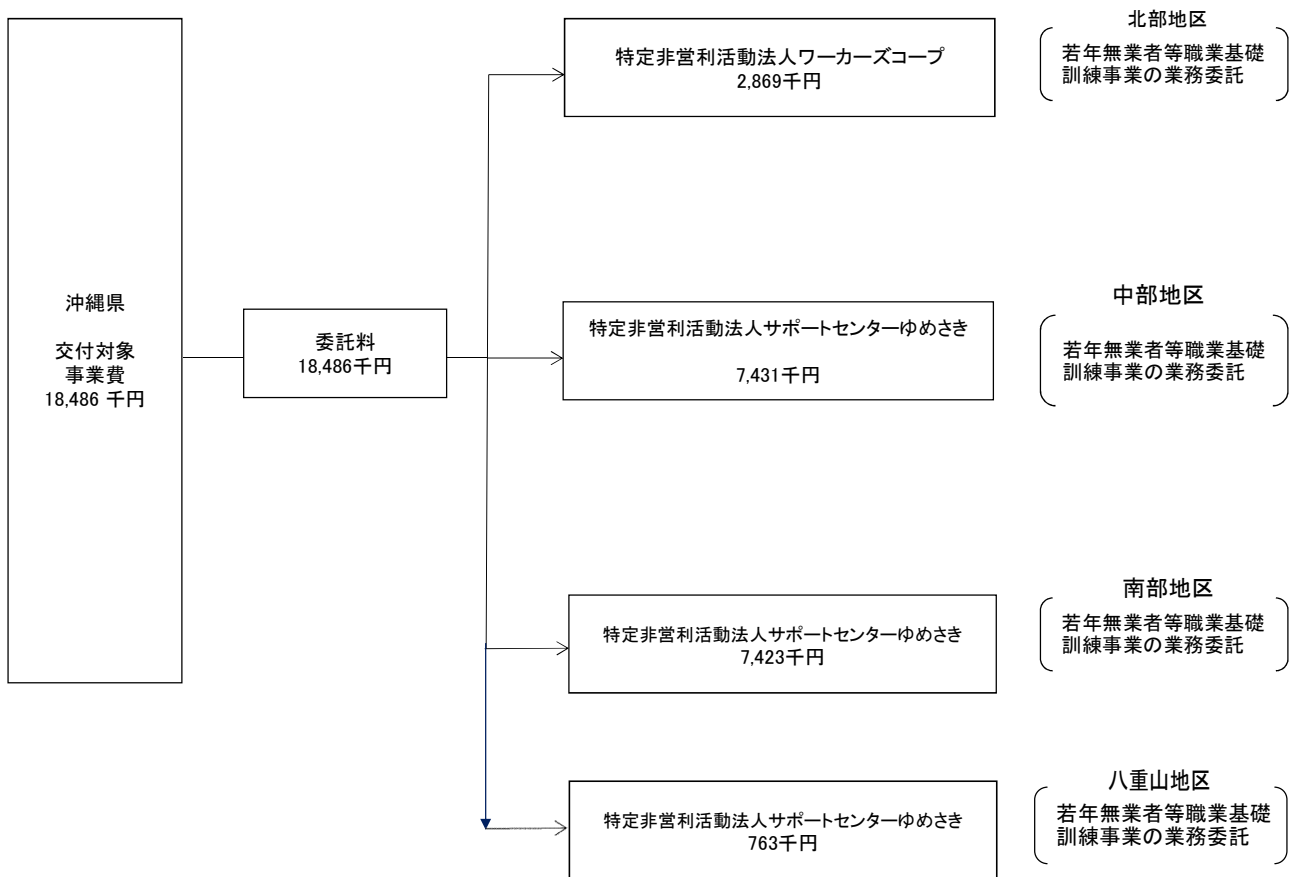 沖縄県
交付対象
事業費
18,486 千円
委託料
18,486千円
特定非営利活動法人ワーカーズコープ
2,869千円
北部地区
若年無業者等職業基礎
訓練事業の業務委託
特定非営利活動法人サポートセンターゆめさき
7,431千円
中部地区
若年無業者等職業基礎
訓練事業の業務委託
特定非営利活動法人サポートセンターゆめさき
7,423千円
南部地区
若年無業者等職業基礎
訓練事業の業務委託
特定非営利活動法人サポートセンターゆめさき
763千円
八重山地区
若年無業者等職業基礎
訓練事業の業務委託